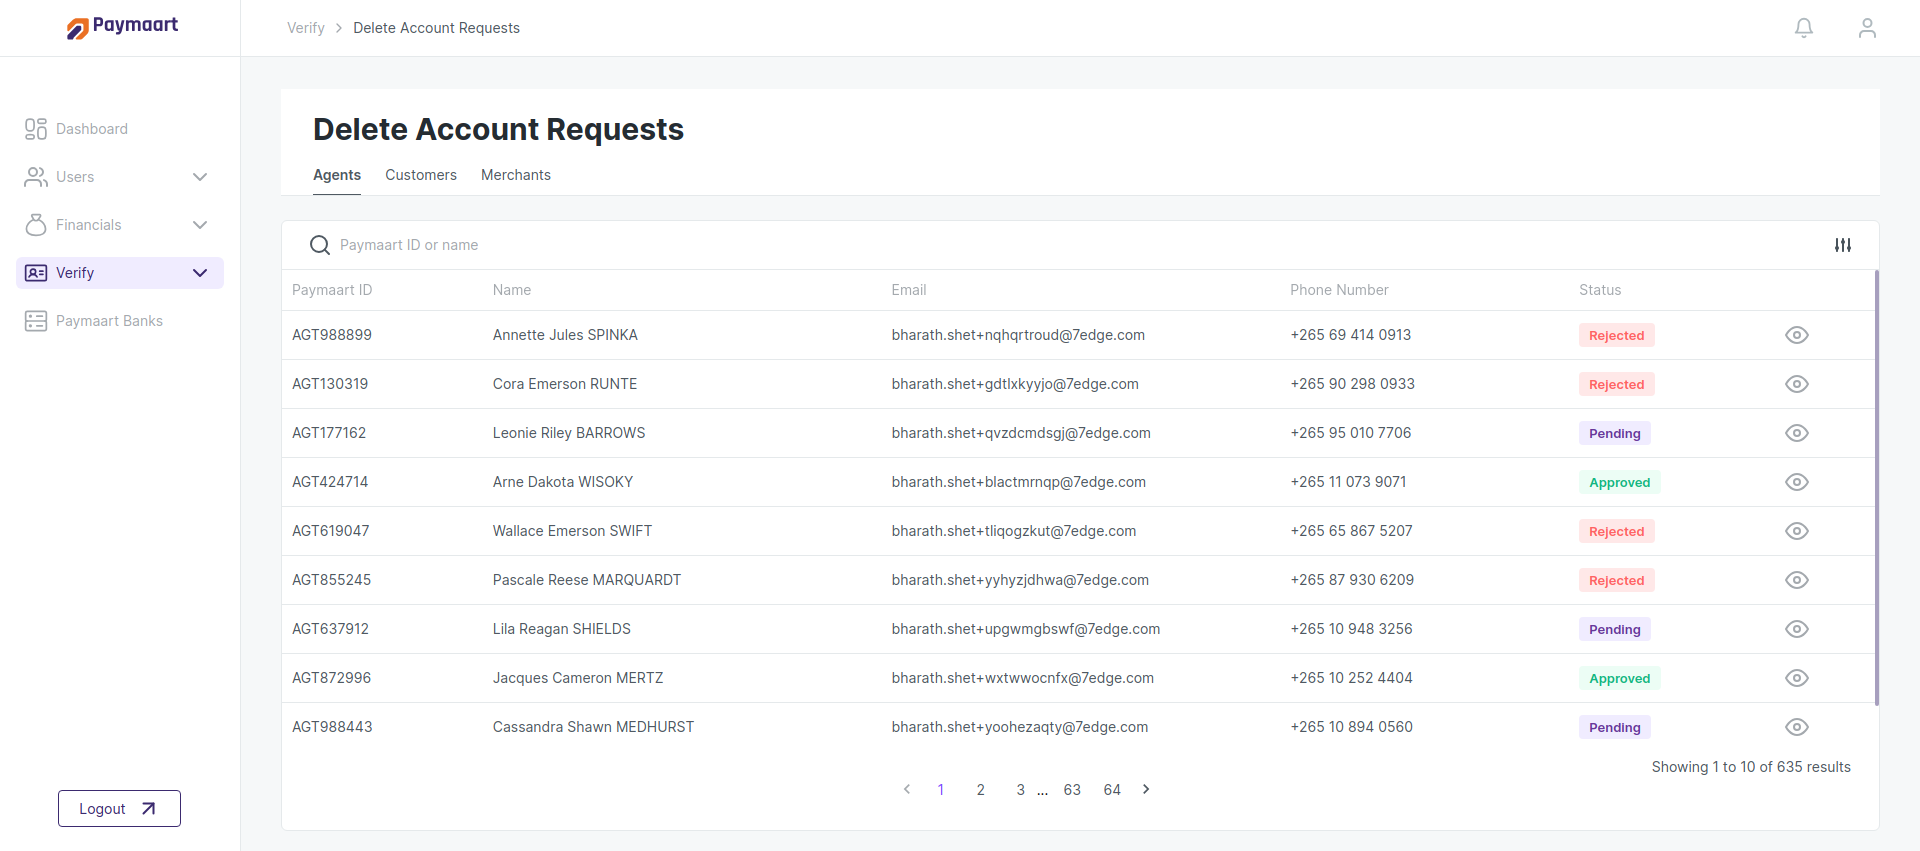 Paymaart
Verify > Delete Account Requests
Dashboard
Users
Financials
Verify
Paymaart Banks
Logout
Delete Account Requests
Agents Customers Merchants
Paymaart ID or name
Paymaart ID Name Email Phone Number Status
AGT988899 Annette Jules SPINKA bharath.shet+nqhqrtroud@7edge.com +265 69 414 0913 Rejected
AGT130319 Cora Emerson RUNTE bharath.shet+gdtlxkyyjo@7edge.com +265 90 298 0933 Rejected
AGT177162 Leonie Riley BARROWS bharath.shet+qvzdcmdsgj@7edge.com +265 95 010 7706 Pending
AGT424714 Arne Dakota WISOKY bharath.shet+blactmrnqp@7edge.com +265 11 073 9071 Approved
AGT619047 Wallace Emerson SWIFT bharath.shet+tliqogzkut@7edge.com +265 65 867 5207 Rejected
AGT855245 Pascale Reese MARQUARDT bharath.shet+yyhyzjdhwa@7edge.com +265 87 930 6209 Rejected
AGT637912 Lila Reagan SHIELDS bharath.shet+upgwmgbswf@7edge.com +265 10 948 3256 Pending
AGT872996 Jacques Cameron MERTZ bharath.shet+wxtwwocnfx@7edge.com +265 10 252 4404 Approved
AGT988443 Cassandra Shawn MEDHURST bharath.shet+yoohezaqty@7edge.com +265 10 894 0560 Pending
Showing 1 to 10 of 635 results
< 1 2 3 ... 63 64 >